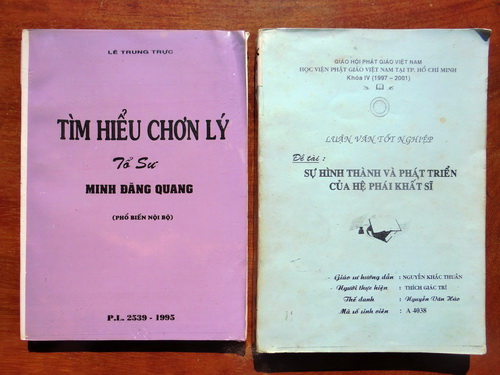 LÊ TRUNG TRỰC
TÌM HIỂU CHƠN LÝ
Tổ Sư
MINH ĐĂNG QUANG
(PHỔ BIẾN NỘI BỘ)
P.L. 2539 - 1995
GIÁO HỘI PHẬT GIÁO VIỆT NAM
HỌC VIỆN PHẬT GIÁO VIỆT NAM TẠI TP. HỒ CHÍ MINH
Khóa IV (1997 - 2001)
LUẬN VĂN TỐT NGHIỆP
Đề tài :
SỰ HÌNH THÀNH VÀ PHÁT TRIỂN
CỦA HỆ PHÁI KHẤT SĨ
Giáo sư hướng dẫn : NGUYỄN KHẮC THUẦN
Người thực hiện : THÍCH GIÁC TRÍ
Thế danh : Nguyễn Văn Hảo
Mã số sinh viên : A 4038